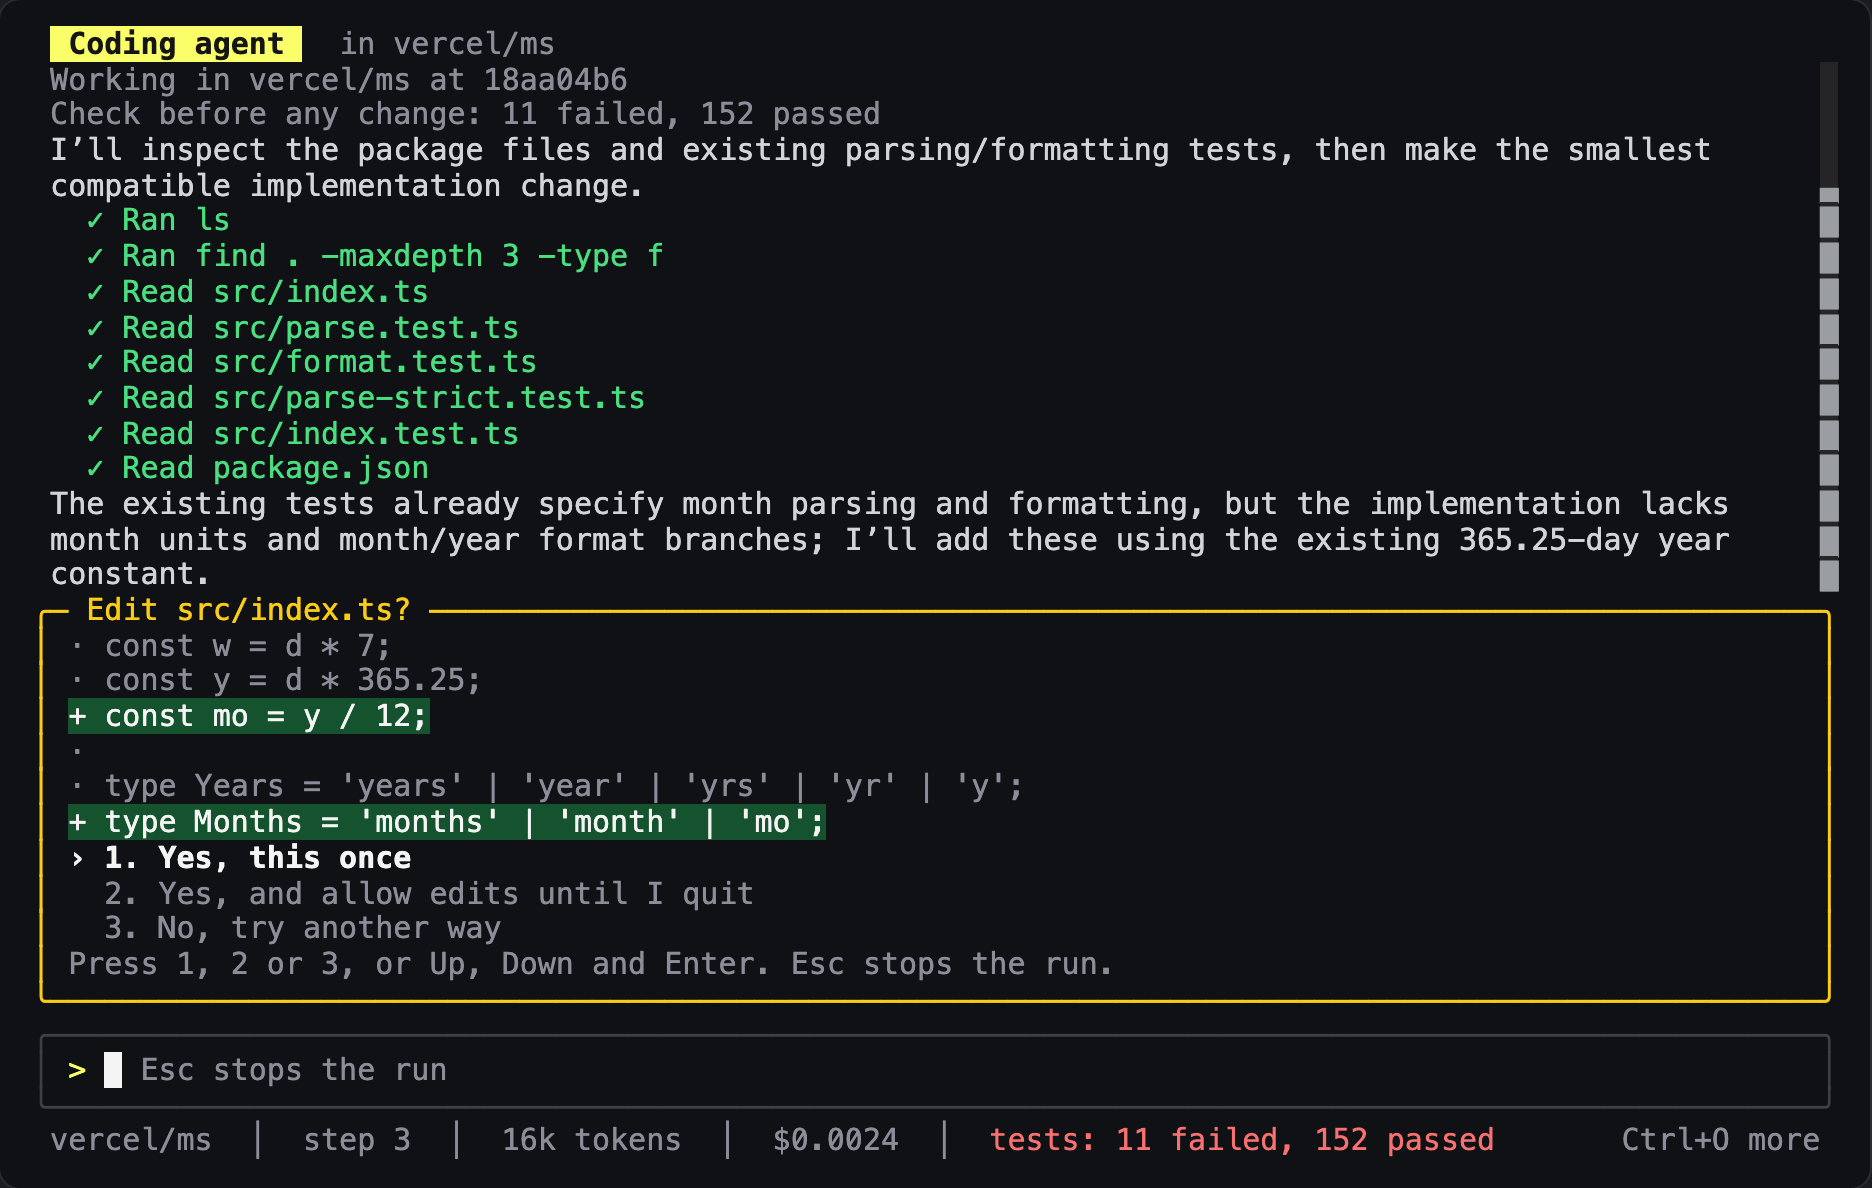 Coding agent in vercel/ms
Working in vercel/ms at 18aa04b6
Check before any change: 11 failed, 152 passed
I’ll inspect the package files and existing parsing/formatting tests, then make the smallest
compatible implementation change.
✓ Ran ls
✓ Ran find . -maxdepth 3 -type f
✓ Read src/index.ts
✓ Read src/parse.test.ts
✓ Read src/format.test.ts
✓ Read src/parse-strict.test.ts
✓ Read src/index.test.ts
✓ Read package.json
The existing tests already specify month parsing and formatting, but the implementation lacks
month units and month/year format branches; I’ll add these using the existing 365.25-day year
constant.
Edit src/index.ts?
· const w = d * 7;
· const y = d * 365.25;
+ const mo = y / 12;
·
· type Years = 'years' | 'year' | 'yrs' | 'yr' | 'y';
+ type Months = 'months' | 'month' | 'mo';
› 1. Yes, this once
2. Yes, and allow edits until I quit
3. No, try another way
Press 1, 2 or 3, or Up, Down and Enter. Esc stops the run.
> Esc stops the run
vercel/ms │ step 3 │ 16k tokens │ $0.0024 │ tests: 11 failed, 152 passed Ctrl+O more